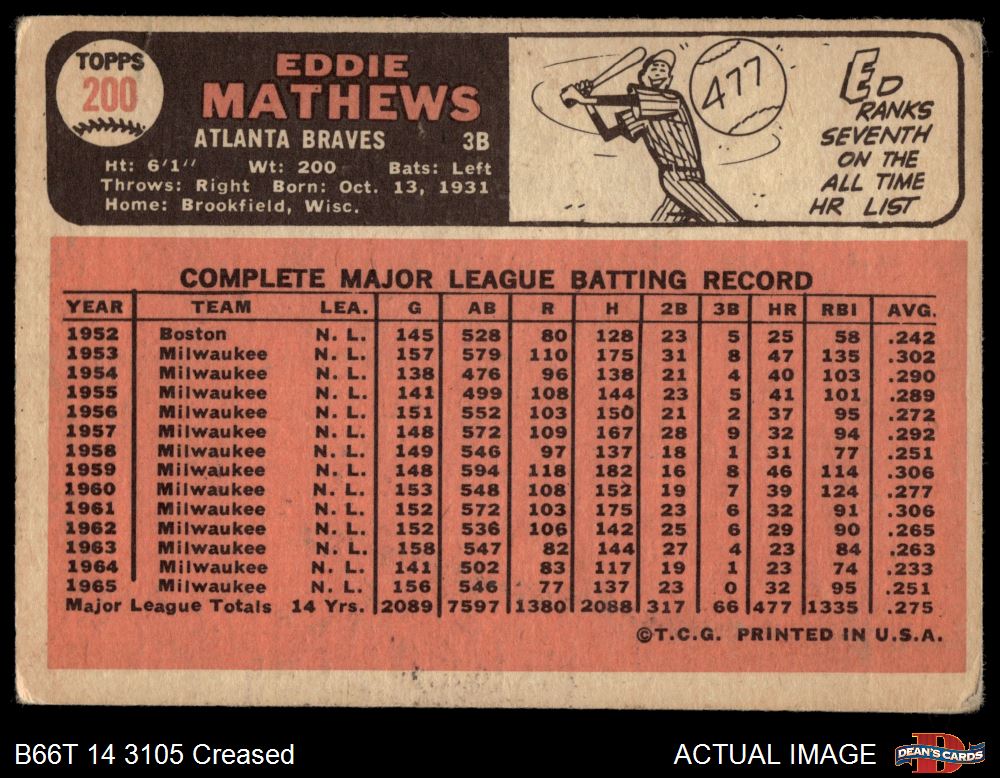 TOPPS
200
EDDIE
MATHEWS
ATLANTA BRAVES 3B
Ht: 6'1" Wt: 200 Bats: Left
Throws: Right Born: Oct. 13, 1931
Home: Brookfield, Wisc.
477
ED
RANKS
SEVENTH
ON THE
ALL TIME
HR LIST
COMPLETE MAJOR LEAGUE BATTING RECORD
YEAR TEAM LEA. G AB R H 2B 3B HR RBI AVG.
1952 Boston N. L. 145 528 80 128 23 5 25 58 .242
1953 Milwaukee N. L. 157 579 110 175 31 8 47 135 .302
1954 Milwaukee N. L. 138 476 96 138 21 4 40 103 .290
1955 Milwaukee N. L. 141 499 108 144 23 5 41 101 .289
1956 Milwaukee N. L. 151 552 103 150 21 2 37 95 .272
1957 Milwaukee N. L. 148 572 109 167 28 9 32 94 .292
1958 Milwaukee N. L. 149 546 97 137 18 1 31 77 .251
1959 Milwaukee N. L. 148 594 118 182 16 8 46 114 .306
1960 Milwaukee N. L. 153 548 108 152 19 7 39 124 .277
1961 Milwaukee N. L. 152 572 103 175 23 6 32 91 .306
1962 Milwaukee N. L. 152 536 106 142 25 6 29 90 .265
1963 Milwaukee N. L. 158 547 82 144 27 4 23 84 .263
1964 Milwaukee N. L. 141 502 83 117 19 1 23 74 .233
1965 Milwaukee N. L. 156 546 77 137 23 0 32 95 .251
Major League Totals 14 Yrs. 2089 7597 1380 2088 317 66 477 1335 .275
©T.C.G. PRINTED IN U.S.A.
B66T 14 3105 Creased ACTUAL IMAGE DEAN'S CARDS